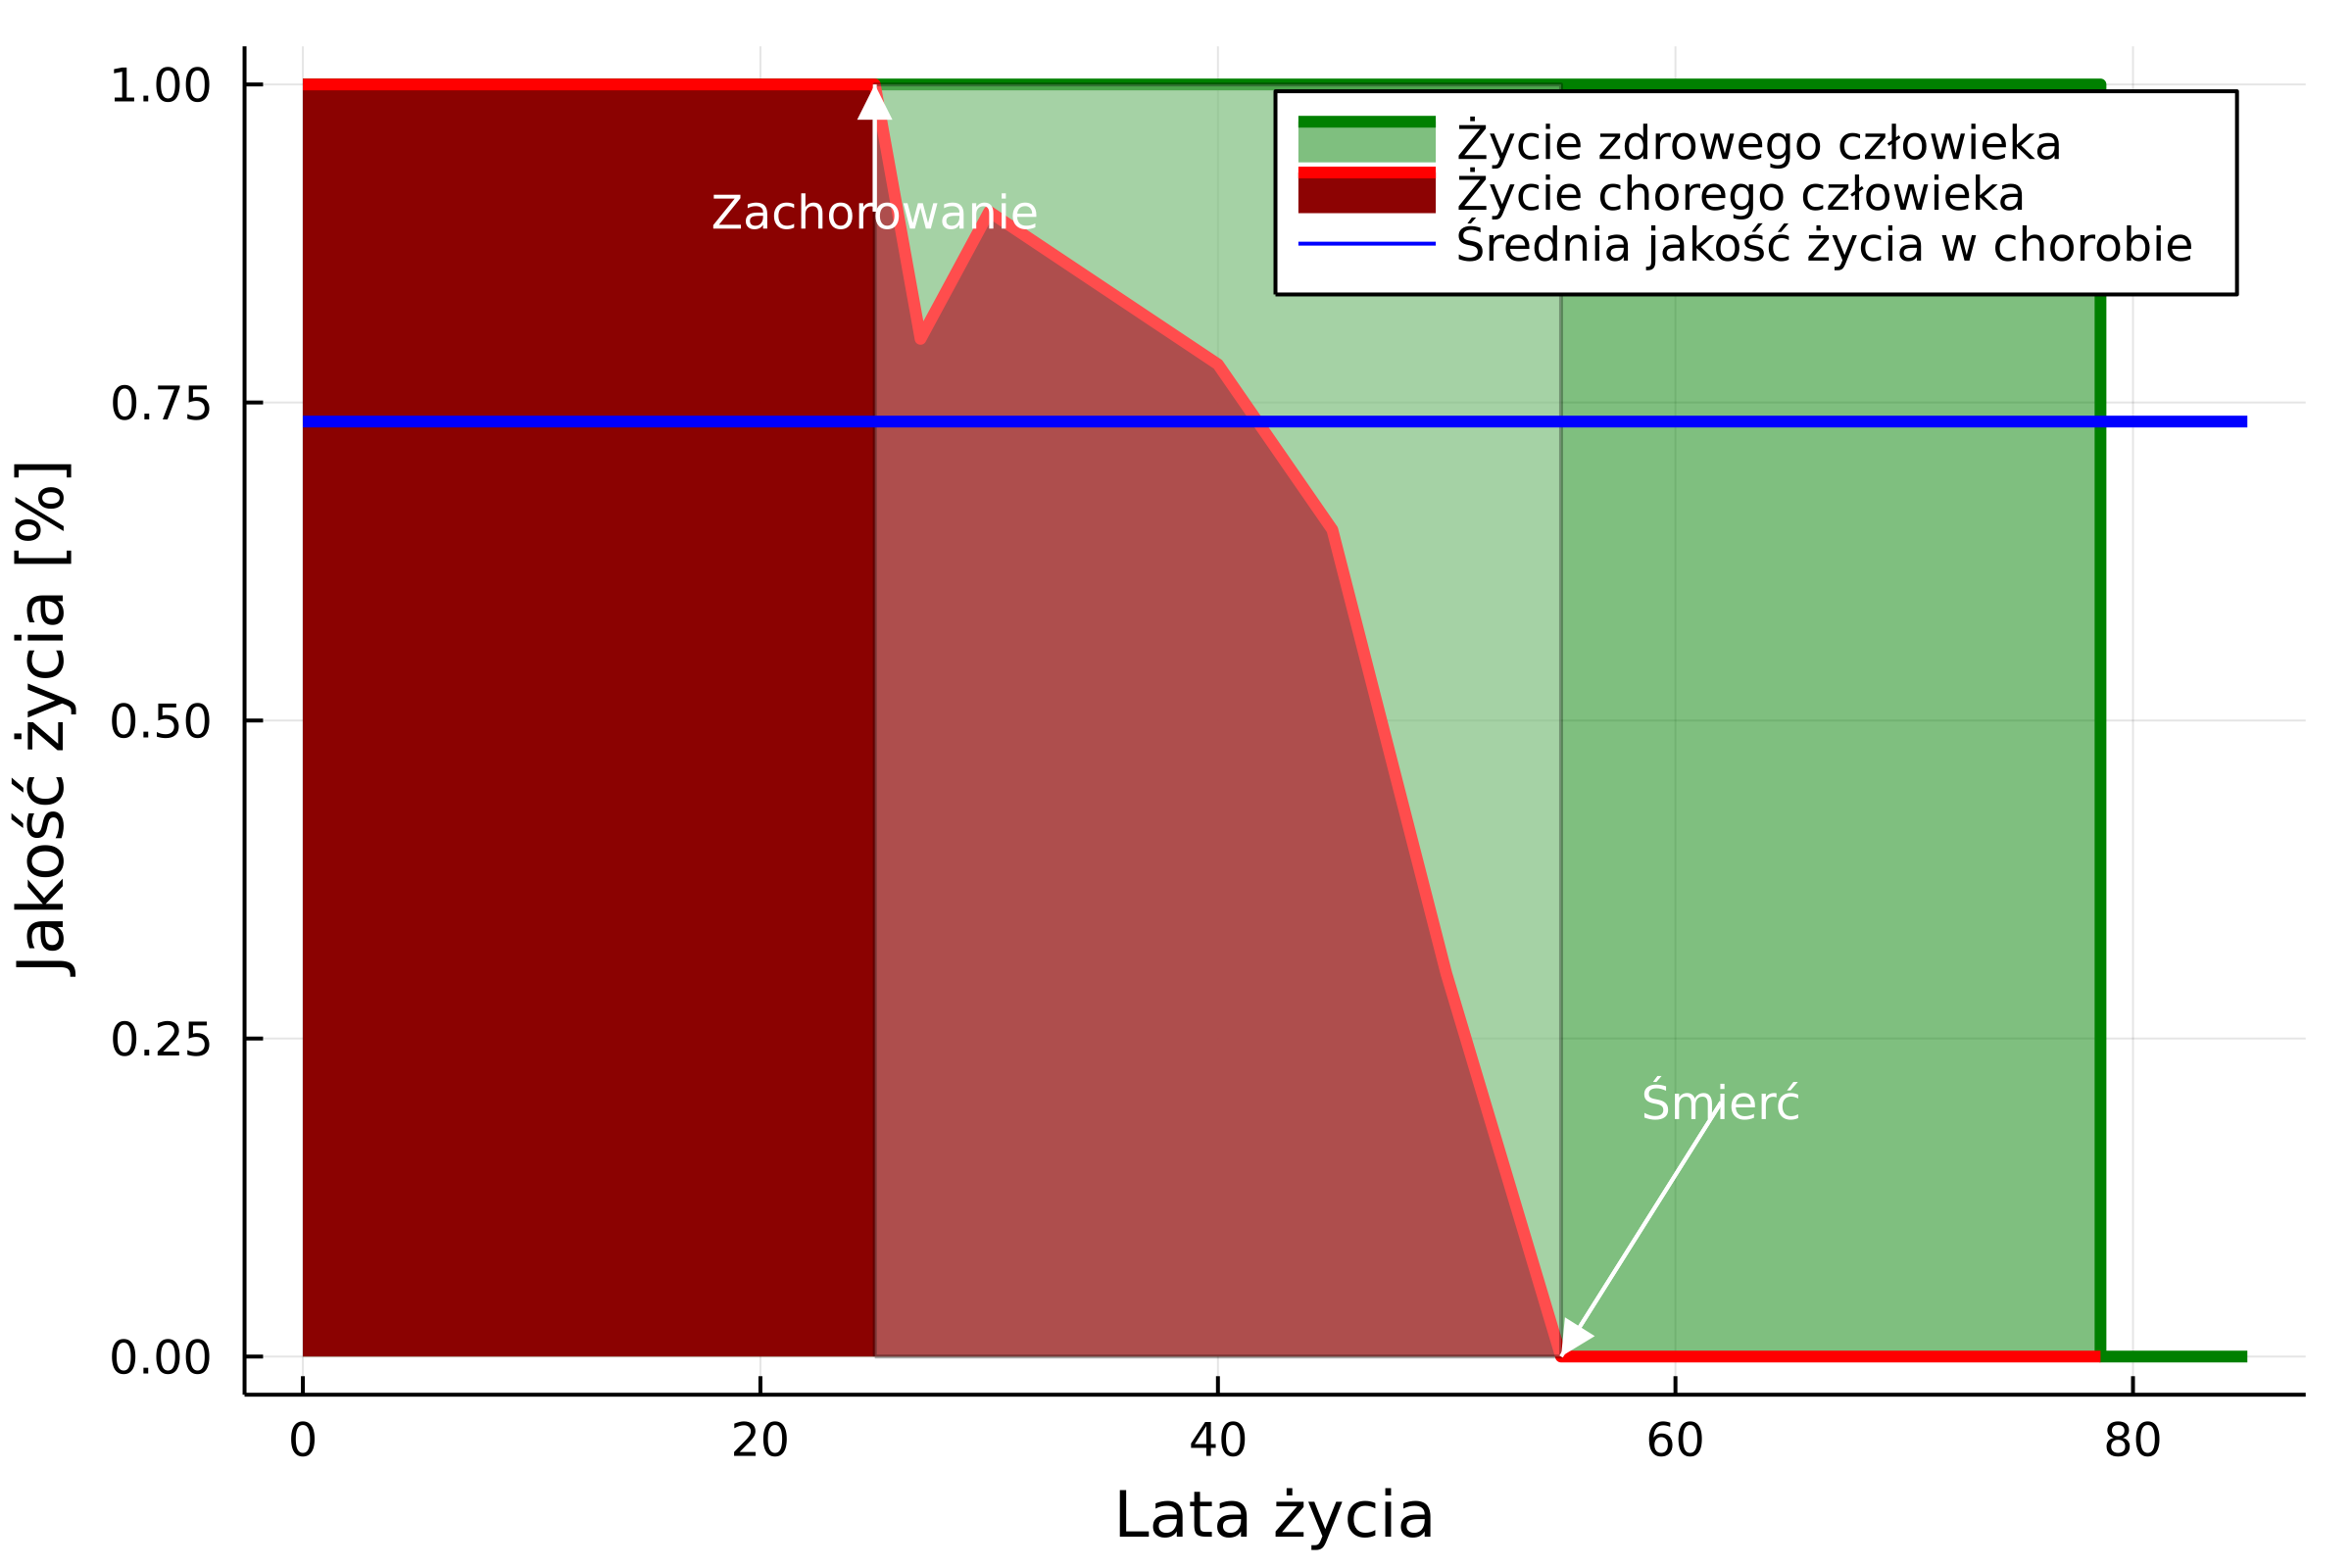 1.00
0.75
0.50
0.25
0.00
Jakość życia [%]
Zachorowanie
Życie zdrowego człowieka
Życie chorego człowieka
Średnia jakość życia w chorobie
Śmierć
0 20 40 60 80
Lata życia